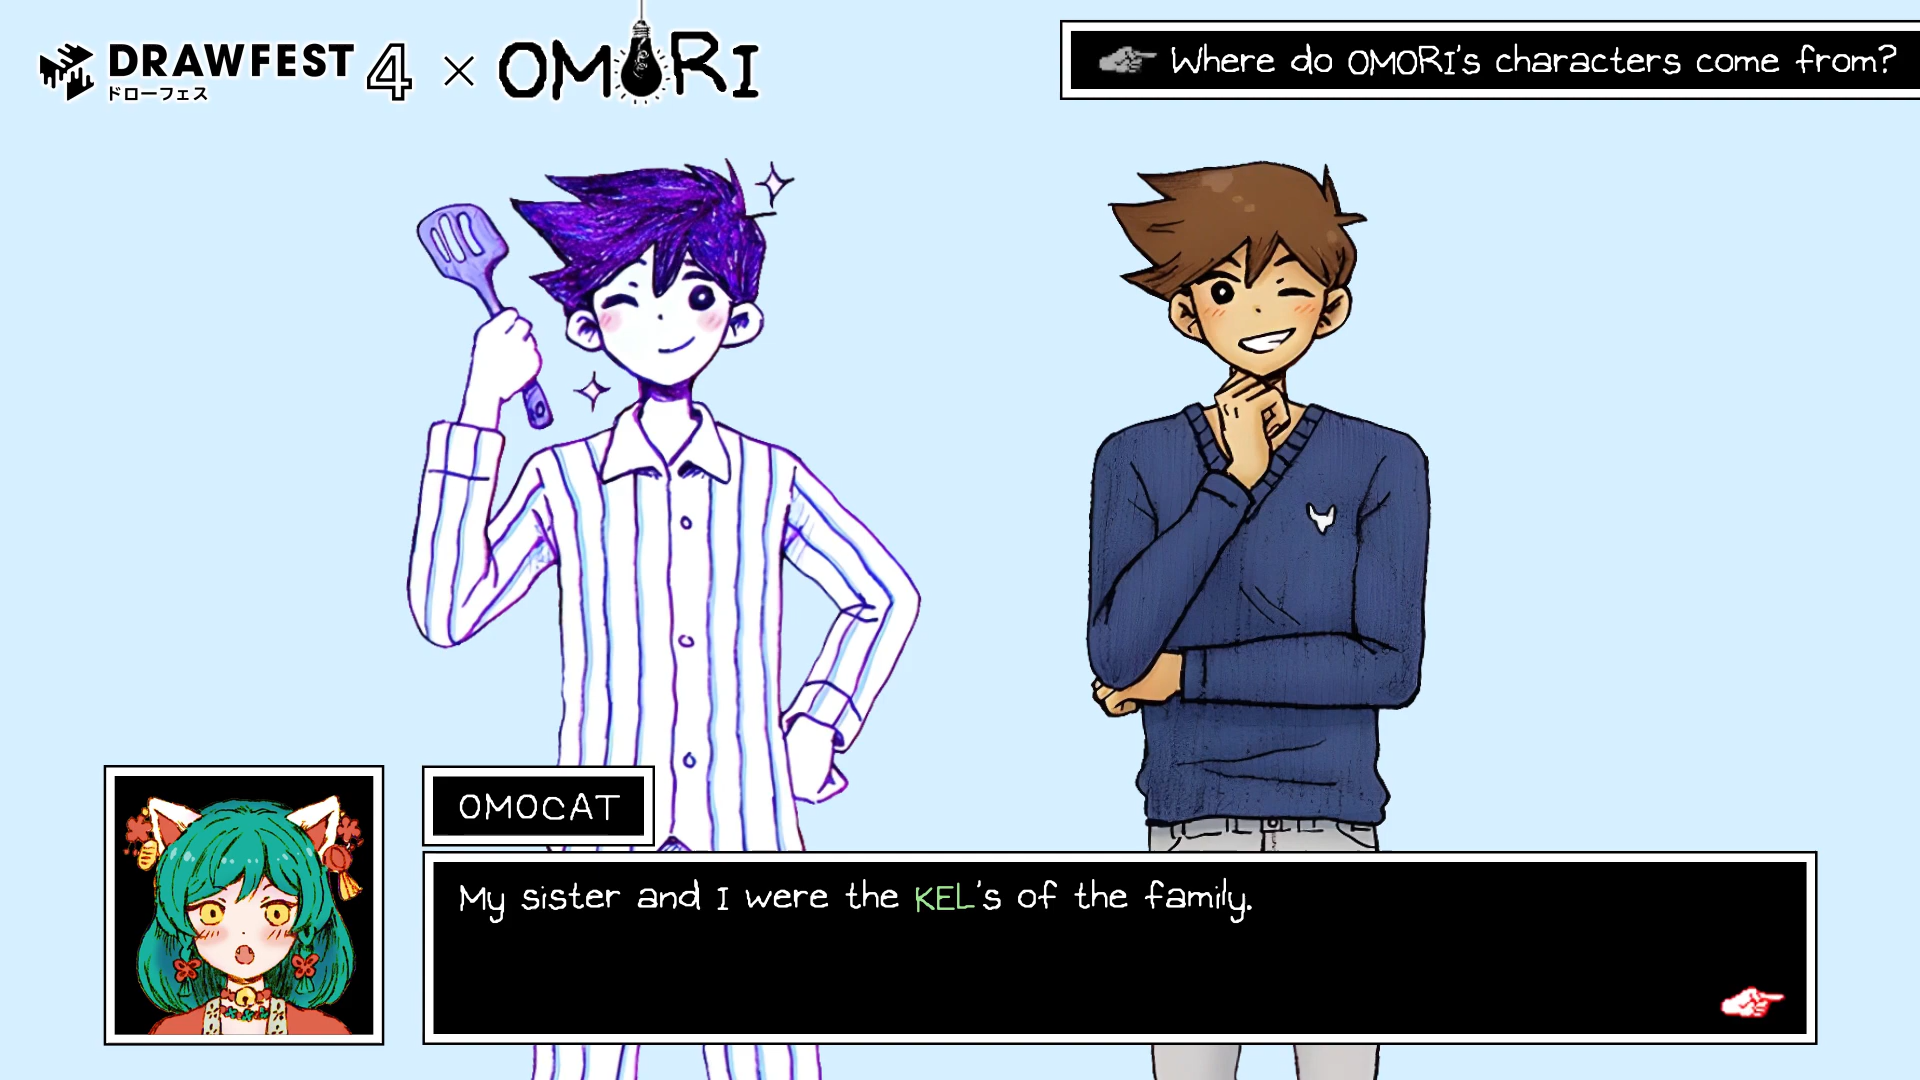 DRAWFEST 4 × OMORI
ドローフェス
Where do OMORI's characters come from?
OMOCAT
My sister and I were the KEL's of the family.